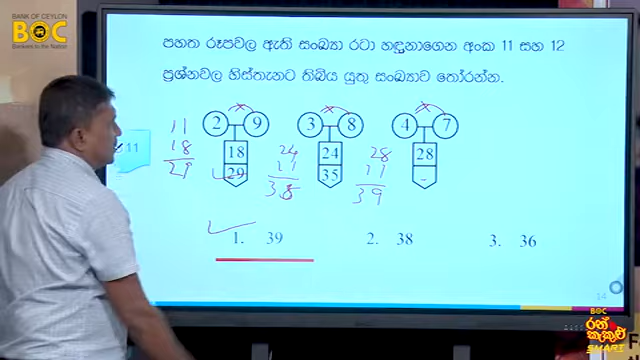 BANK OF CEYLON
BOC
Bankers to the Nation
පහත රූපවල ඇති සංඛ්‍යා රටා හඳුනාගෙන අංක 11 සහ 12
ප්‍රශ්නවල හිස්තැනට තිබිය යුතු සංඛ්‍යාව තෝරන්න.
11
2 9
18
29
11
18
29
3 8
24
35
24
11
35
4 7
28
-
28
11
39
1. 39
2. 38
3. 36
14
BOC
රන් කැකුළු
SMART